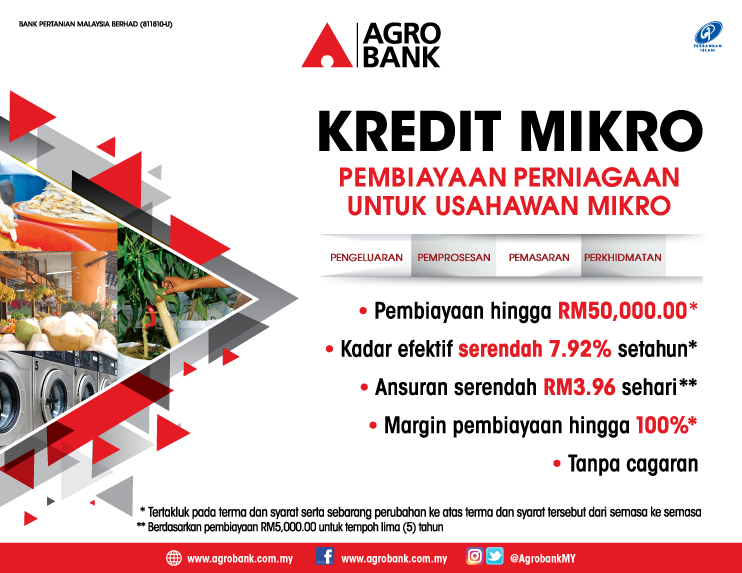 BANK PERTANIAN MALAYSIA BERHAD (811810-U)
AGRO
BANK
PERBANKAN
ISLAM
KREDIT MIKRO
PEMBIAYAAN PERNIAGAAN
UNTUK USAHAWAN MIKRO
PENGELUARAN PEMPROSESAN PEMASARAN PERKHIDMATAN
• Pembiayaan hingga RM50,000.00*
• Kadar efektif serendah 7.92% setahun*
• Ansuran serendah RM3.96 sehari**
• Margin pembiayaan hingga 100%*
• Tanpa cagaran
* Tertakluk pada terma dan syarat serta sebarang perubahan ke atas terma dan syarat tersebut dari semasa ke semasa
** Berdasarkan pembiayaan RM5,000.00 untuk tempoh lima (5) tahun
www.agrobank.com.my www.agrobank.com.my @AgrobankMY
5